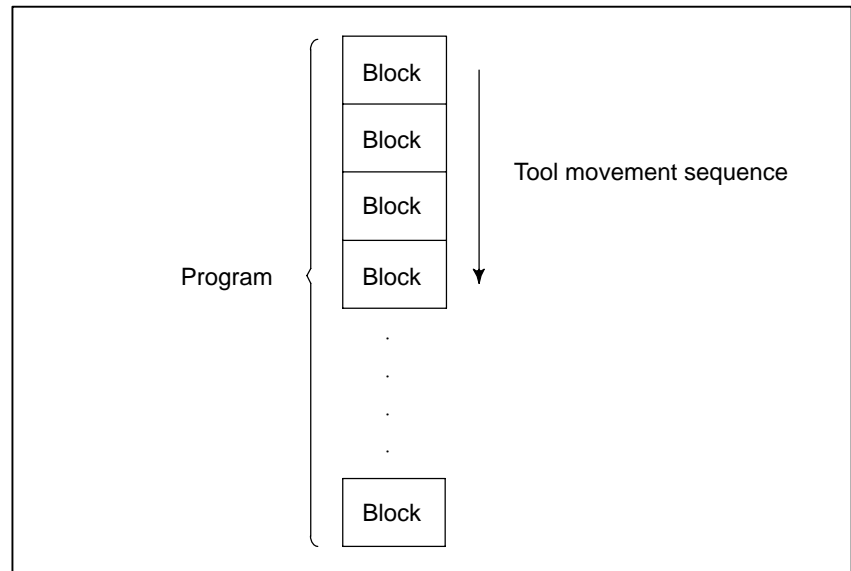 Block
Block
Tool movement sequence
Block
Program
Block
.
.
.
.
Block